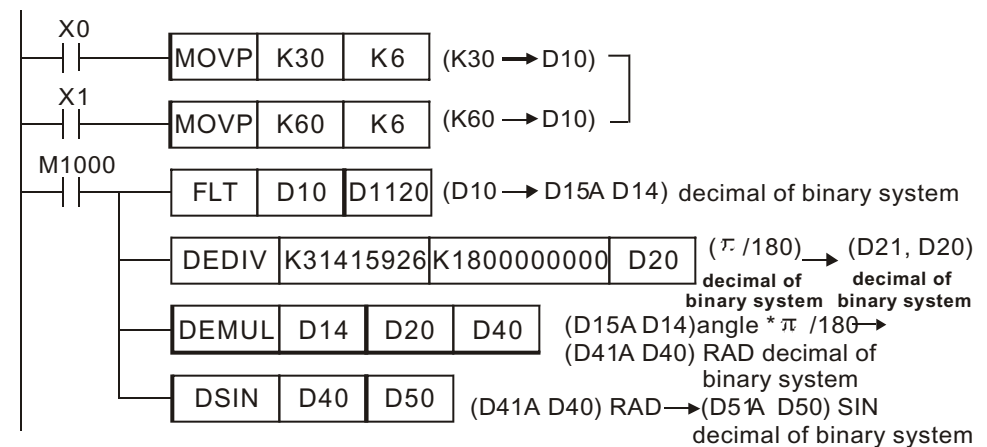 X0
MOVP K30 K6 (K30 → D10)
X1
MOVP K60 K6 (K60 → D10)
M1000
FLT D10 D1120 (D10 → D15A D14) decimal of binary system
DEDIV K31415926 K1800000000 D20 (π /180) → (D21, D20)
decimal of binary system decimal of binary system
DEMUL D14 D20 D40 (D15A D14)angle * π /180→
(D41A D40) RAD decimal of
binary system
DSIN D40 D50 (D41A D40) RAD→(D51A D50) SIN
decimal of binary system